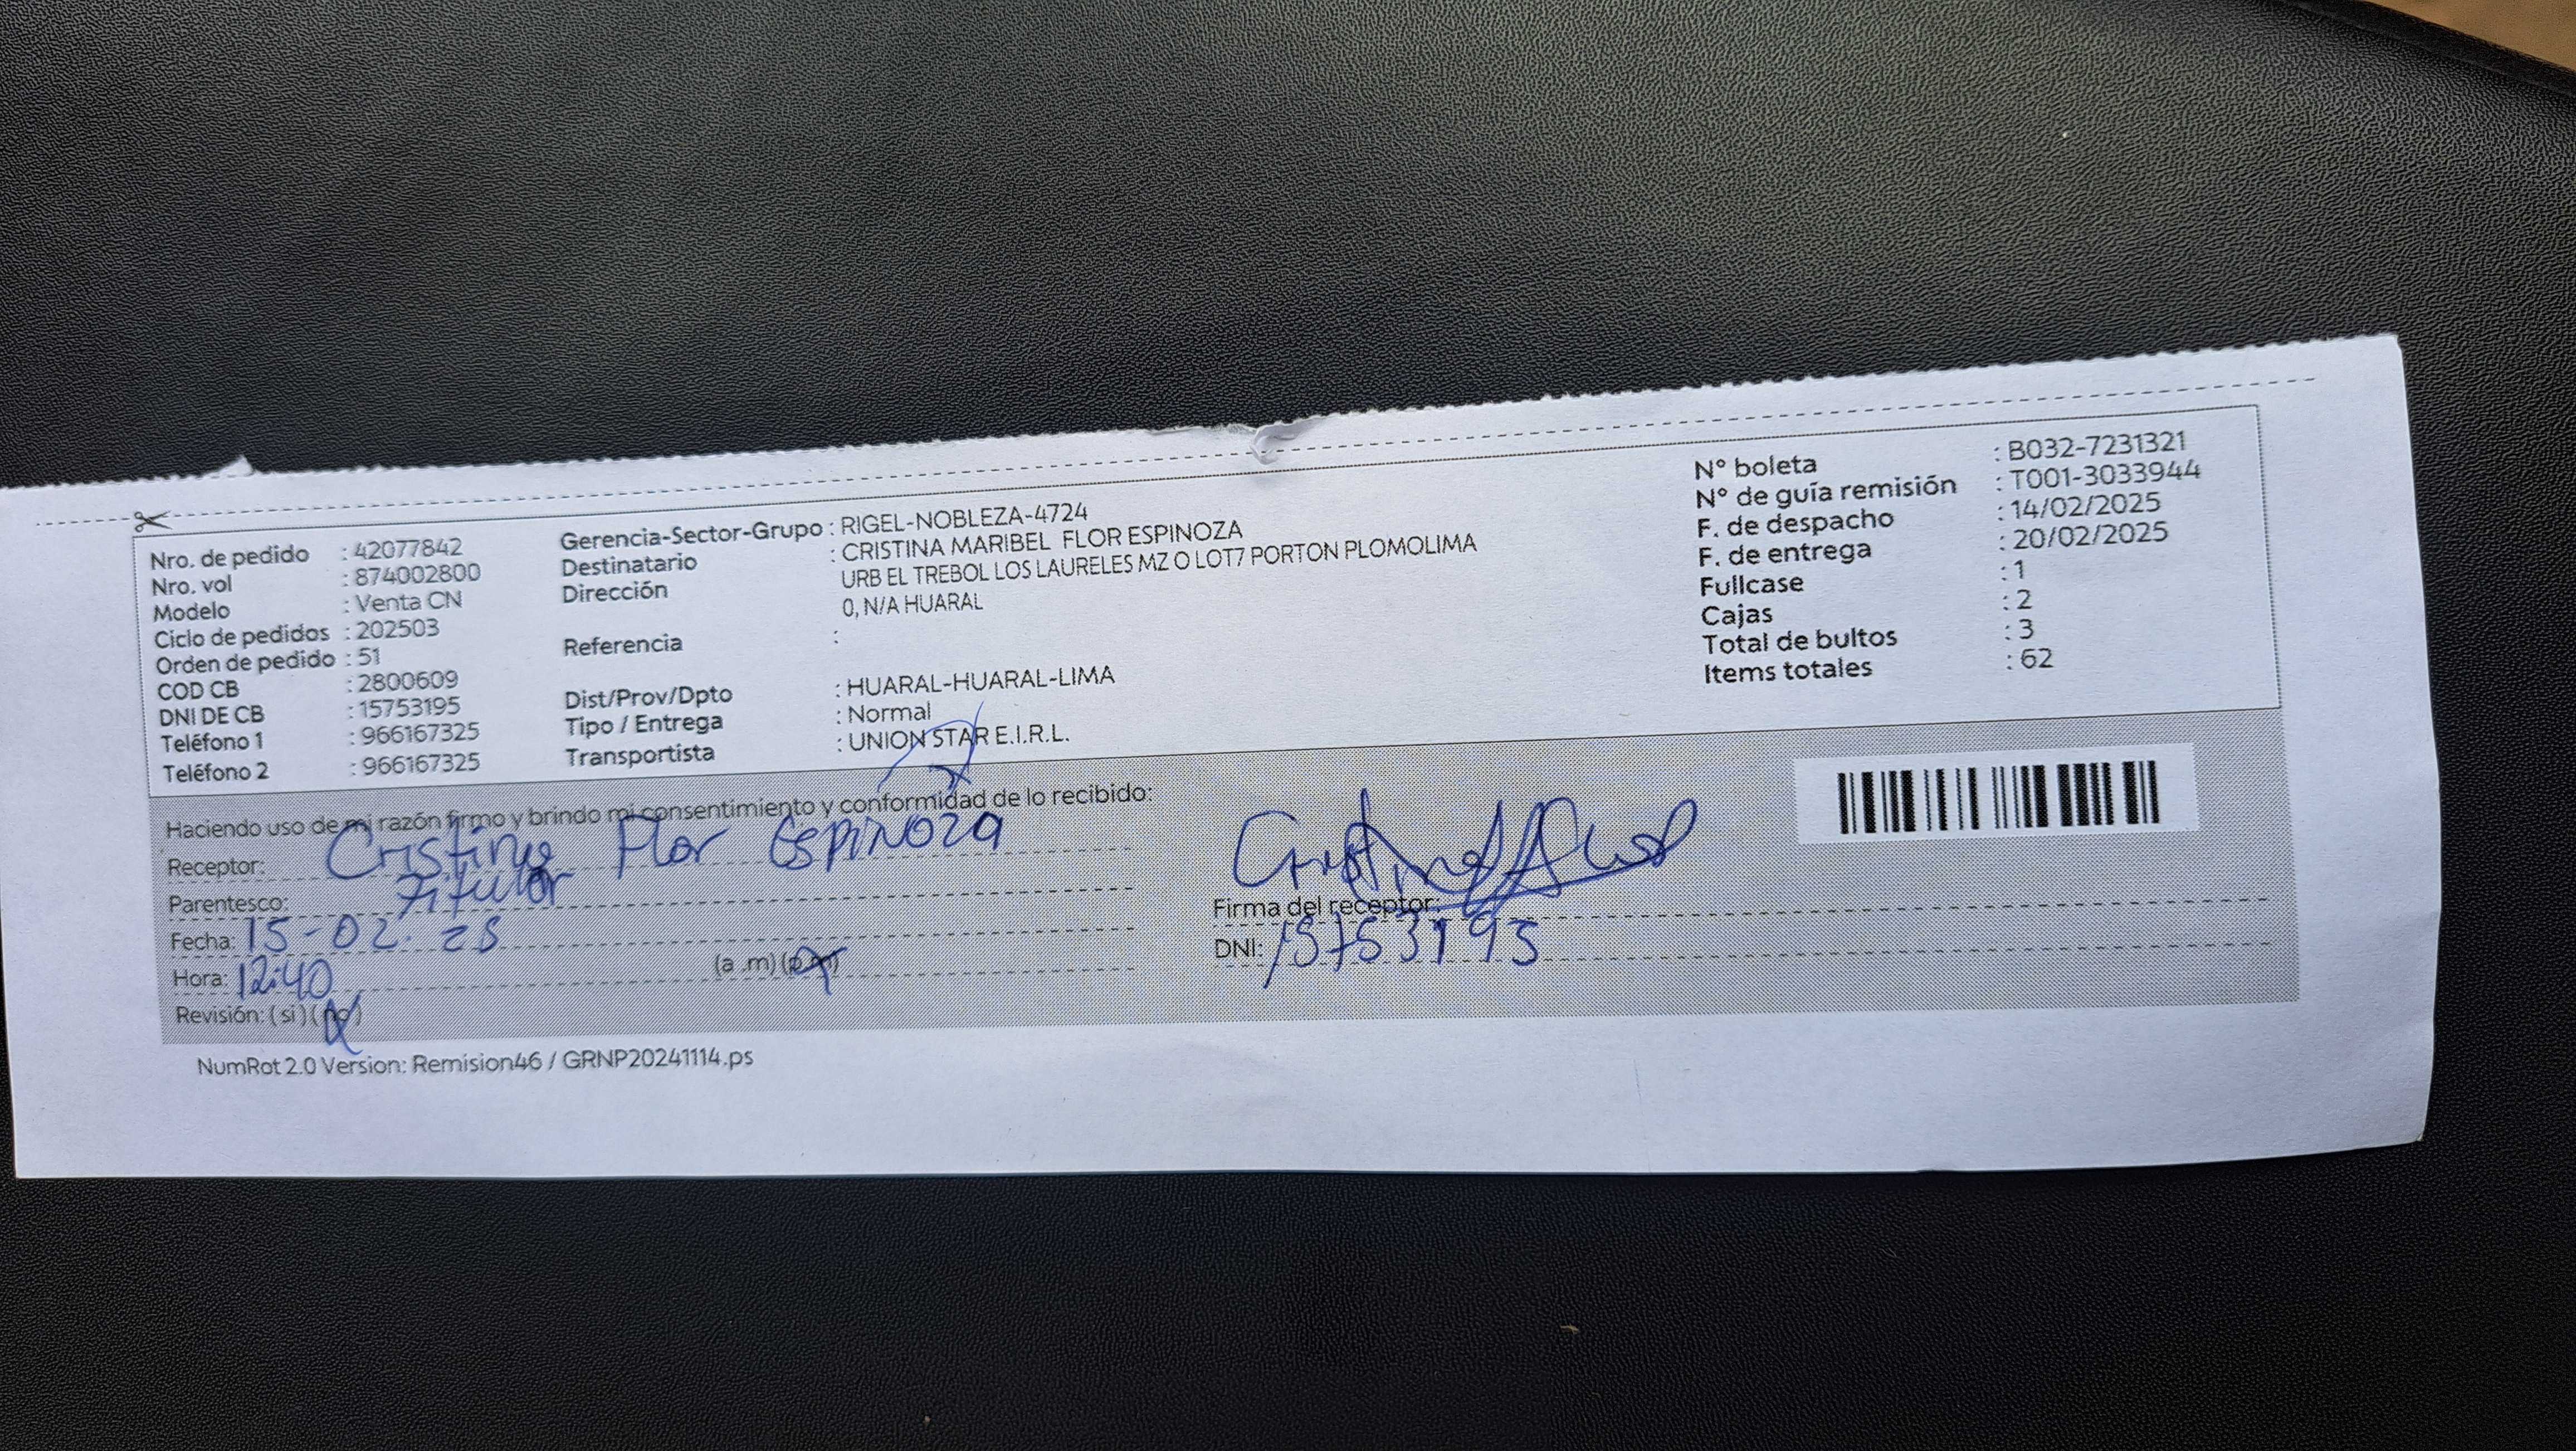 Nro. de pedido : 42077842
Nro. vol : 874002800
Modelo : Venta CN
Ciclo de pedidos : 202503
Orden de pedido : 51
COD CB : 2800609
DNI DE CB : 15753195
Teléfono 1 : 966167325
Teléfono 2 : 966167325
Gerencia-Sector-Grupo : RIGEL-NOBLEZA-4724
Destinatario : CRISTINA MARIBEL FLOR ESPINOZA
Dirección URB EL TREBOL LOS LAURELES MZ O LOT7 PORTON PLOMOLIMA
0, N/A HUARAL
Referencia :
Dist/Prov/Dpto : HUARAL-HUARAL-LIMA
Tipo / Entrega : Normal
Transportista : UNION STAR E.I.R.L.
N° boleta : B032-7231321
N° de guía remisión : T001-3033944
F. de despacho : 14/02/2025
F. de entrega : 20/02/2025
Fullcase : 1
Cajas : 2
Total de bultos : 3
Items totales : 62
Haciendo uso de mi razón firmo y brindo mi consentimiento y conformidad de lo recibido:
Receptor: Cristina Flor Espinoza
Parentesco: Titular
Fecha: 15-02-25
Hora: 12:40 (a .m) (p.m)
Revisión: (si) (no)
Cristina Flor
Firma del receptor:
DNI: 15753195
NumRot 2.0 Version: Remision46 / GRNP20241114.ps